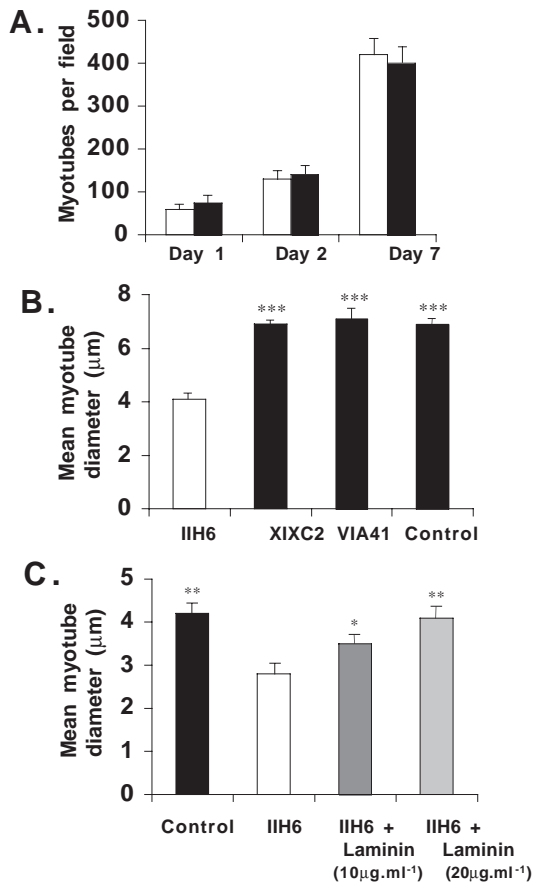 A.
Myotubes per field
500
400
300
200
100
0
Day 1 Day 2 Day 7
B.
Mean myotube
diameter (μm)
8
6
4
2
0
*** *** ***
IIH6 XIXC2 VIA41 Control
C.
Mean myotube
diameter (μm)
5
4
3
2
1
0
** * **
Control IIH6 IIH6 + IIH6 +
Laminin Laminin
(10μg.ml-1) (20μg.ml-1)